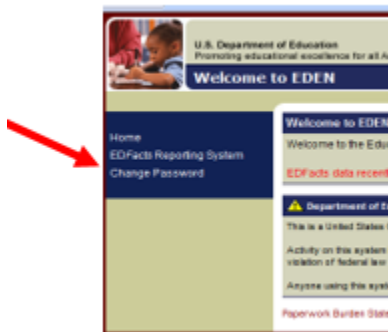 U.S. Department of Education
Promoting educational excellence for all A
Welcome to EDEN
Home
EDFacts Reporting System
Change Password
Welcome to EDEN
Welcome to the Edu
EDFacts data recent
Department of E
This is a United States
Activity on this system
violation of federal law
Anyone using this syst
Paperwork Burden State